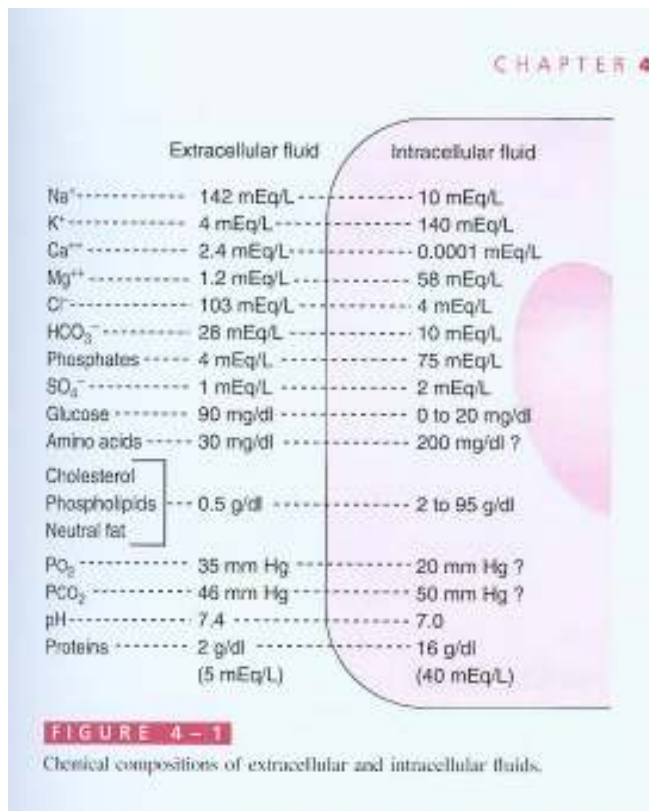 CHAPTER 4
Extracellular fluid Intracellular fluid
Na⁺ 142 mEq/L 10 mEq/L
K⁺ 4 mEq/L 140 mEq/L
Ca⁺⁺ 2.4 mEq/L 0.0001 mEq/L
Mg⁺⁺ 1.2 mEq/L 58 mEq/L
Cl⁻ 103 mEq/L 4 mEq/L
HCO₃⁻ 28 mEq/L 10 mEq/L
Phosphates 4 mEq/L 75 mEq/L
SO₄⁻ 1 mEq/L 2 mEq/L
Glucose 90 mg/dl 0 to 20 mg/dl
Amino acids 30 mg/dl 200 mg/dl ?
Cholesterol
Phospholipids 0.5 g/dl 2 to 95 g/dl
Neutral fat
PO₂ 35 mm Hg 20 mm Hg ?
PCO₂ 46 mm Hg 50 mm Hg ?
pH 7.4 7.0
Proteins 2 g/dl 16 g/dl
(5 mEq/L) (40 mEq/L)
FIGURE 4–1
Chemical compositions of extracellular and intracellular fluids.